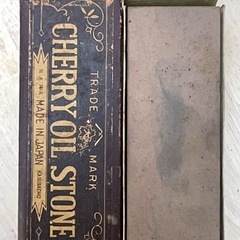 TRADE MARK
CHERRY OIL STONE
MADE IN JAPAN